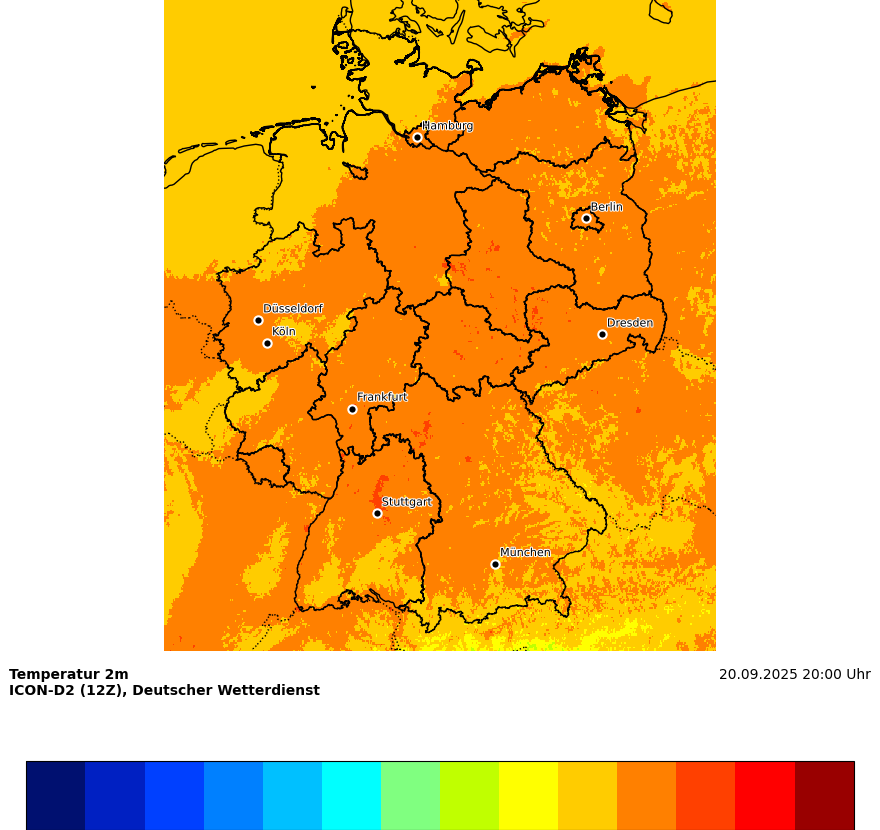 Hamburg
Berlin
Düsseldorf
Köln
Dresden
Frankfurt
Stuttgart
München
Temperatur 2m
20.09.2025 20:00 Uhr
ICON-D2 (12Z), Deutscher Wetterdienst